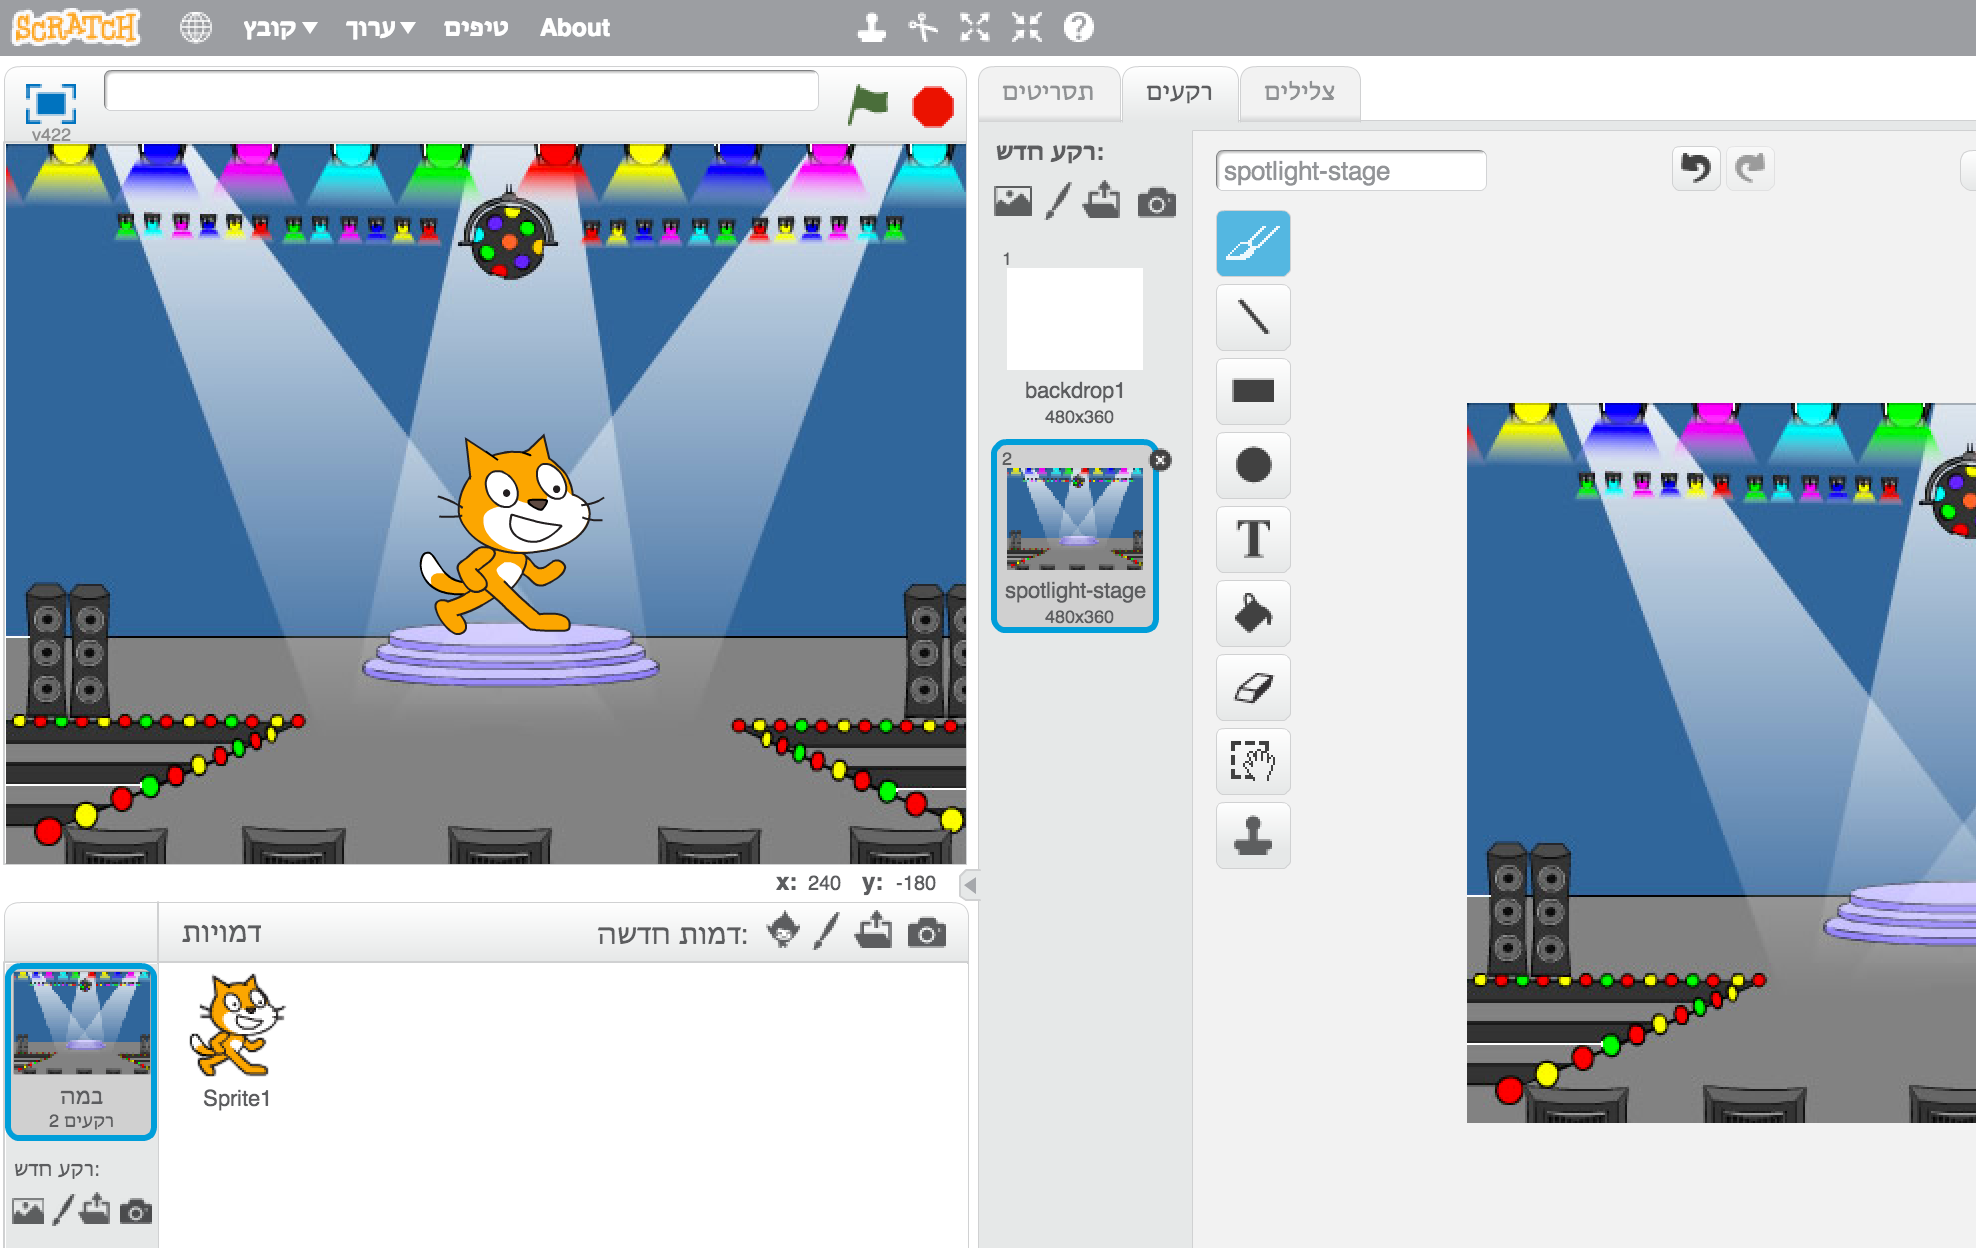 SCRATCH קובץ ערוך טיפים About
v422
תסריטים רקעים צלילים
רקע חדש:
spotlight-stage
1
backdrop1
480x360
2
spotlight-stage
480x360
T
x: 240 y: -180
דמויות דמות חדשה:
במה
2 רקעים
Sprite1
רקע חדש: